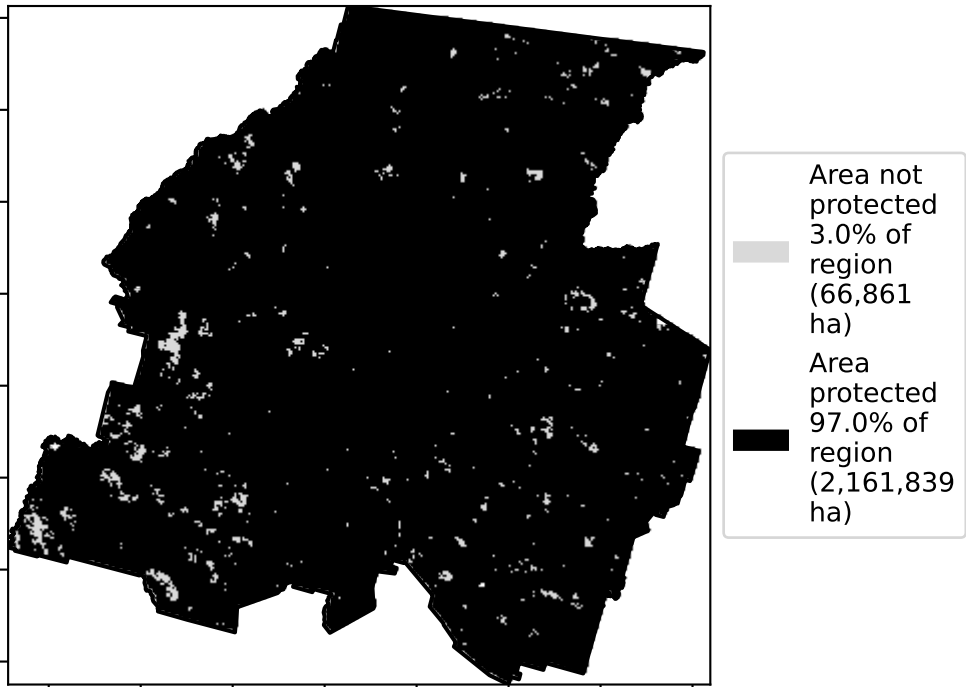 Area not
protected
3.0% of
region
(66,861
ha)
Area
protected
97.0% of
region
(2,161,839
ha)